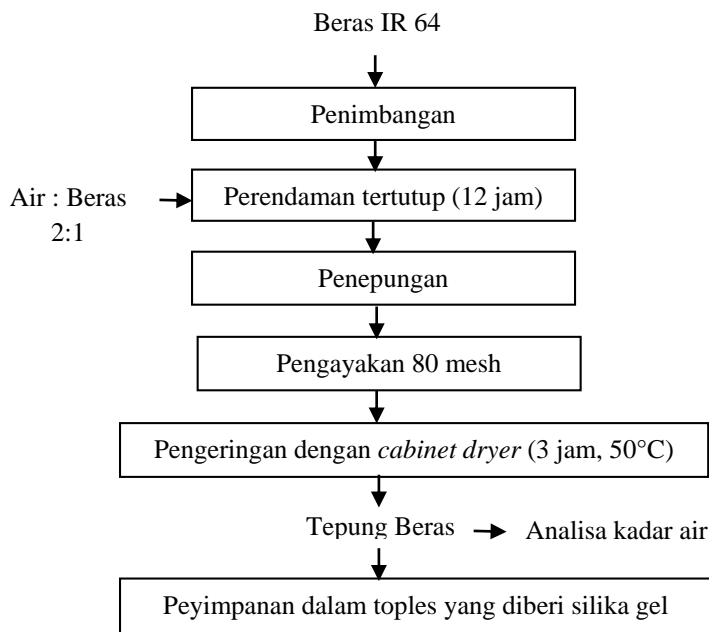 Beras IR 64
Penimbangan
Air : Beras
2:1
Perendaman tertutup (12 jam)
Penepungan
Pengayakan 80 mesh
Pengeringan dengan cabinet dryer (3 jam, 50°C)
Tepung Beras
Analisa kadar air
Peyimpanan dalam toples yang diberi silika gel